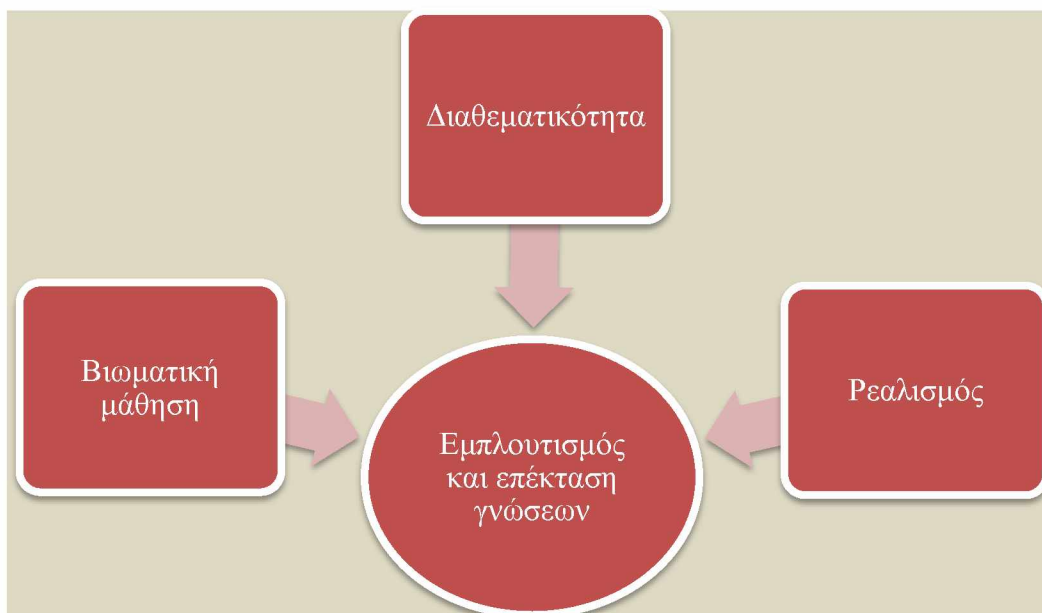 Διαθεματικότητα
Βιωματική
μάθηση
Ρεαλισμός
Εμπλουτισμός
και επέκταση
γνώσεων